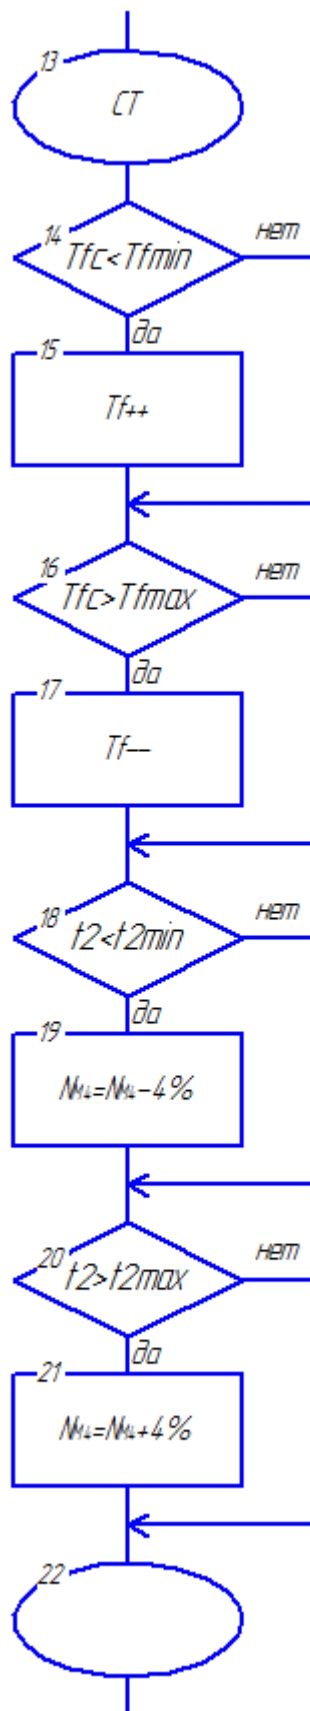 13
СТ
14
нет
Tfc<Tfmin
да
15
Tf++
16
нет
Tfc>Tfmax
да
17
Tf--
18
нет
t2<t2min
да
19
Nм4=Nм4-4%
20
нет
t2>t2max
да
21
Nм4=Nм4+4%
22